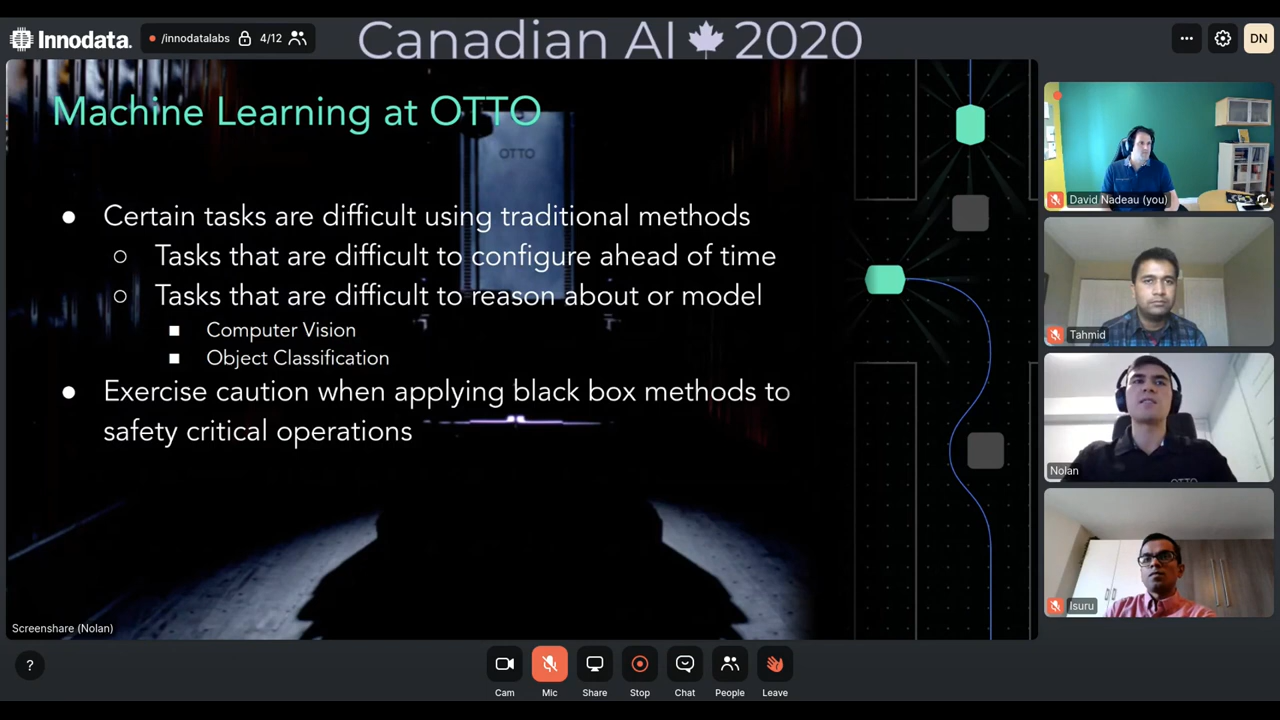 Innodata.
/innodatalabs 4/12
Canadian AI 2020
DN
Machine Learning at OTTO
OTTO
● Certain tasks are difficult using traditional methods
○ Tasks that are difficult to configure ahead of time
○ Tasks that are difficult to reason about or model
■ Computer Vision
■ Object Classification
● Exercise caution when applying black box methods to
safety critical operations
Screenshare (Nolan)
David Nadeau (you)
Tahmid
OTTO
Nolan
Isuru
?
Cam
Mic
Share
Stop
Chat
People
Leave